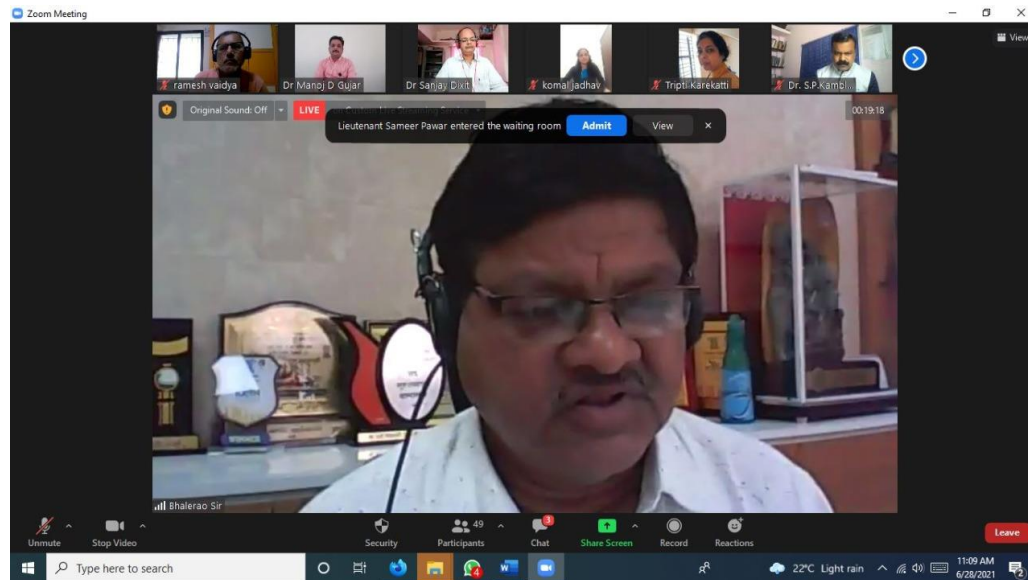 Zoom Meeting
View
ramesh vaidya
Dr Manoj D Gujar
Dr Sanjay Dixit
komal jadhav
Tripti Karekatti
Dr. S.P.Kambl...
Original Sound: Off
LIVE
Lieutenant Sameer Pawar entered the waiting room
Admit
View
00:19:18
Bhalerao Sir
Unmute
Stop Video
Security
49
Participants
3
Chat
Share Screen
Record
Reactions
Leave
Type here to search
4
22°C Light rain
11:09 AM
6/28/2021
2